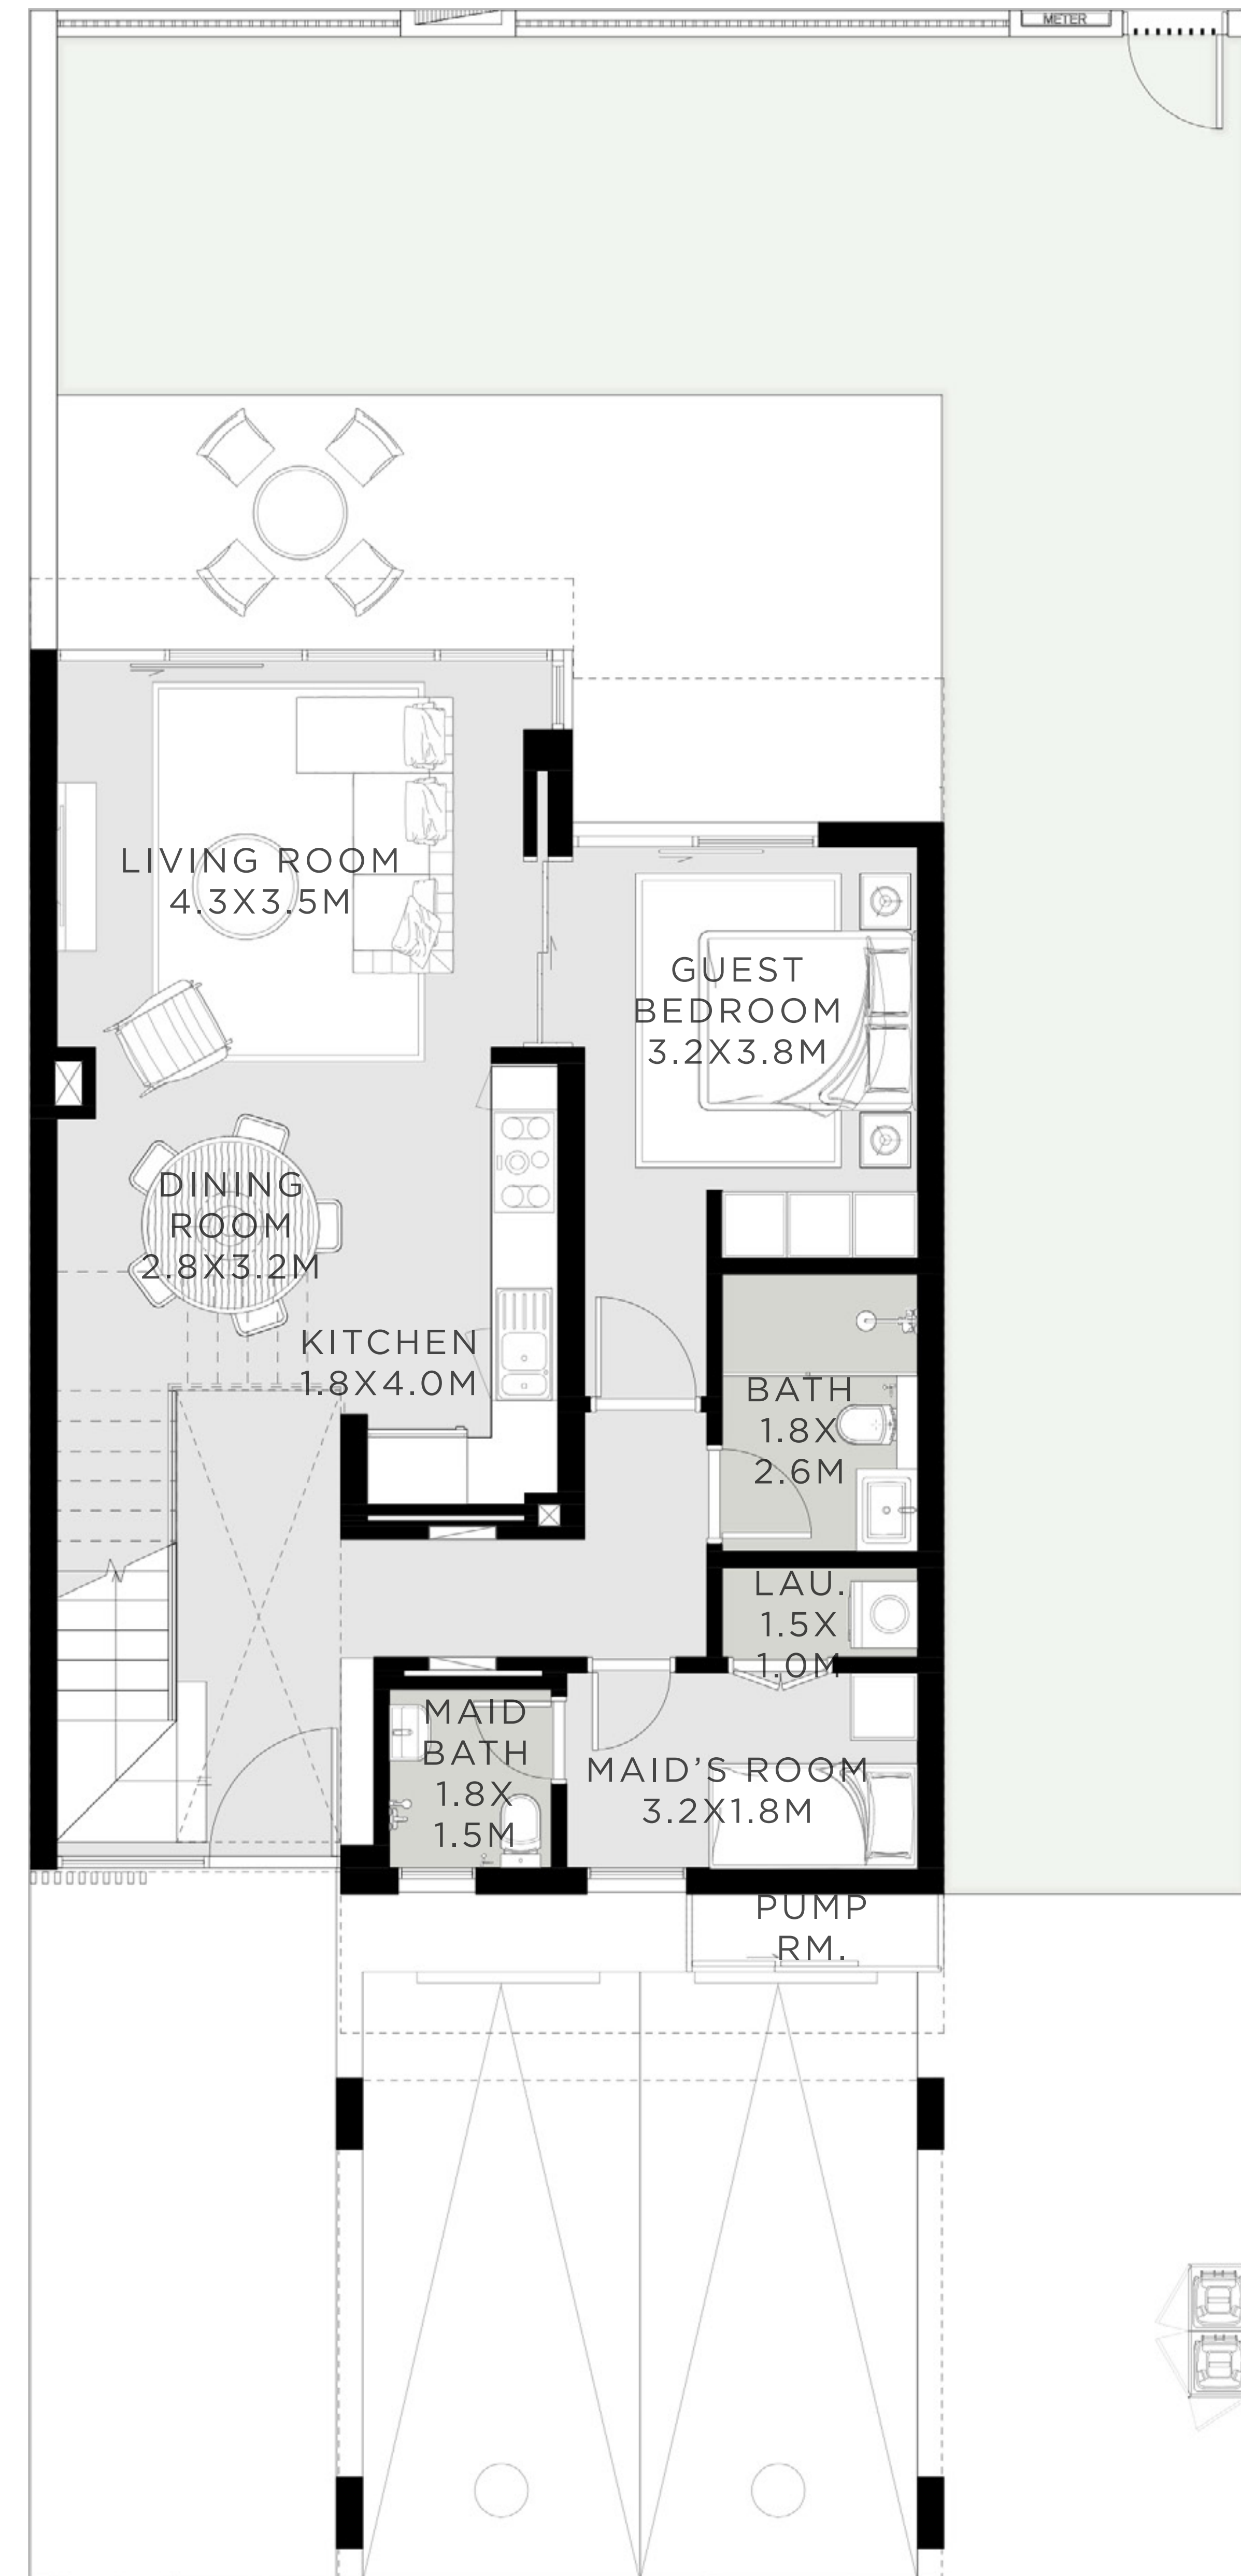 METER
LIVING ROOM
4.3X3.5M
GUEST
BEDROOM
3.2X3.8M
DINING
ROOM
2.8X3.2M
KITCHEN
1.8X4.0M
BATH
1.8X
2.6M
LAU.
1.5X
1.0M
MAID
BATH
1.8X
1.5M
MAID’S ROOM
3.2X1.8M
PUMP
RM.